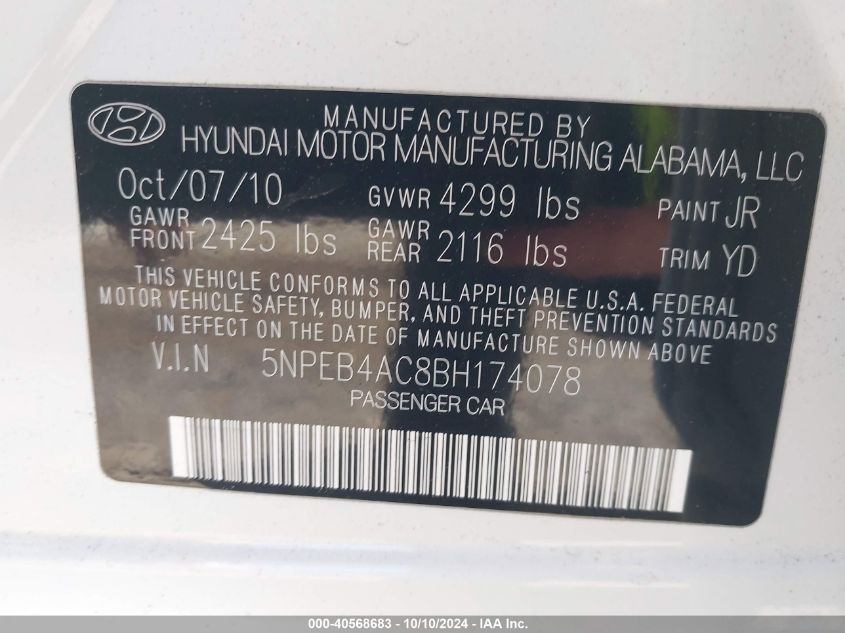 MANUFACTURED BY
HYUNDAI MOTOR MANUFACTURING ALABAMA, LLC
Oct/07/10 GVWR 4299 lbs PAINT JR
GAWR FRONT 2425 lbs GAWR REAR 2116 lbs TRIM YD
THIS VEHICLE CONFORMS TO ALL APPLICABLE U.S.A. FEDERAL
MOTOR VEHICLE SAFETY, BUMPER, AND THEFT PREVENTION STANDARDS
IN EFFECT ON THE DATE OF MANUFACTURE SHOWN ABOVE
V.I.N 5NPEB4AC8BH174078
PASSENGER CAR
000-40568683 - 10/10/2024 - IAA Inc.